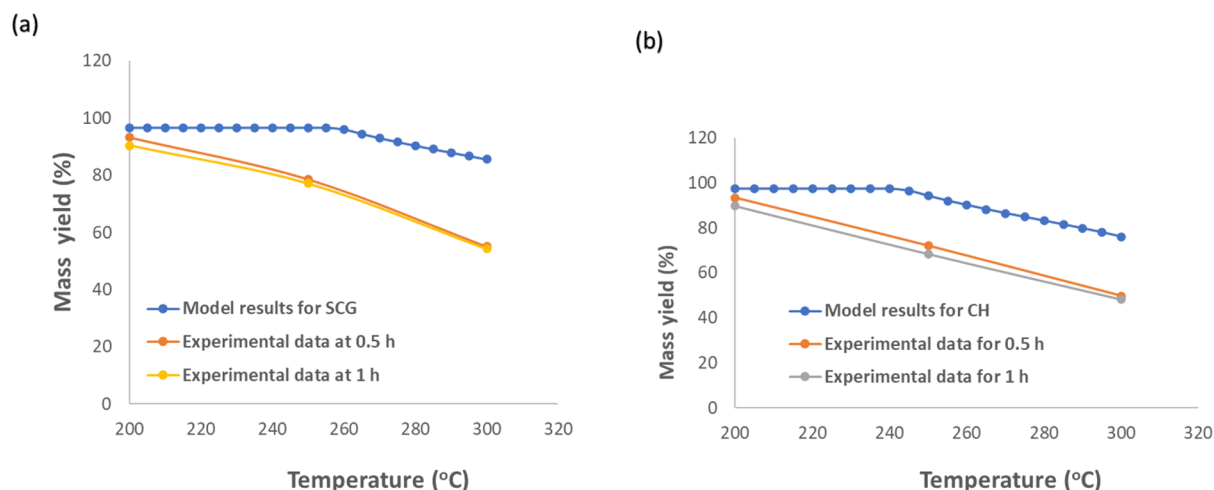 (a)
120
100
80
60
40
20
0
Mass yield (%)
Model results for SCG
Experimental data at 0.5 h
Experimental data at 1 h
200 220 240 260 280 300 320
Temperature (oC)
(b)
120
100
80
60
40
20
0
Mass yield (%)
Model results for CH
Experimental data for 0.5 h
Experimental data for 1 h
200 220 240 260 280 300 320
Temperature (oC)